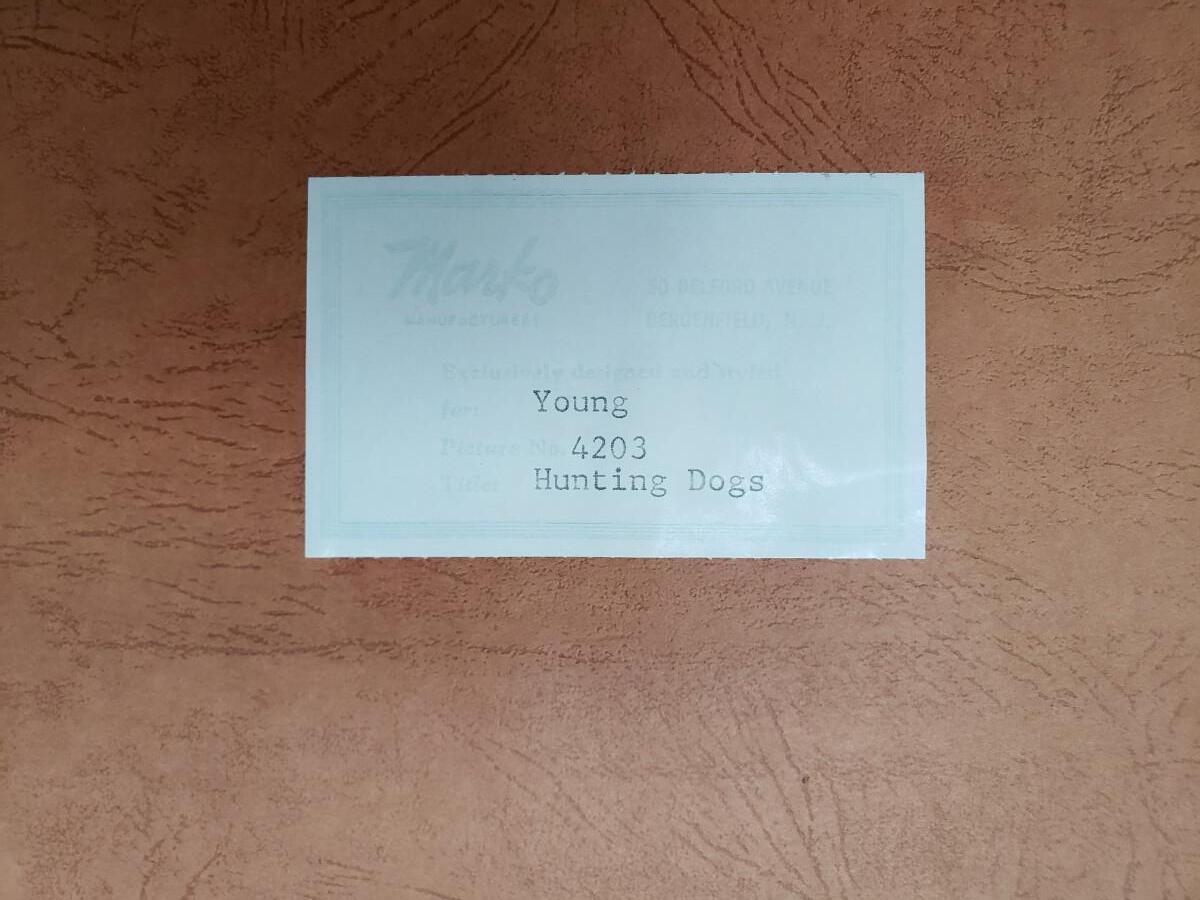 Marko
MANUFACTURERS
50 BELFORD AVENUE
BERGENFIELD, N. J.
Exclusively designed and styled
for: Young
Picture No. 4203
Title: Hunting Dogs